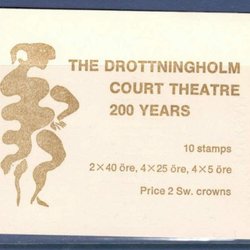 THE DROTTNINGHOLM
COURT THEATRE
200 YEARS
10 stamps
2×40 öre, 4×25 öre, 4×5 öre
Price 2 Sw. crowns